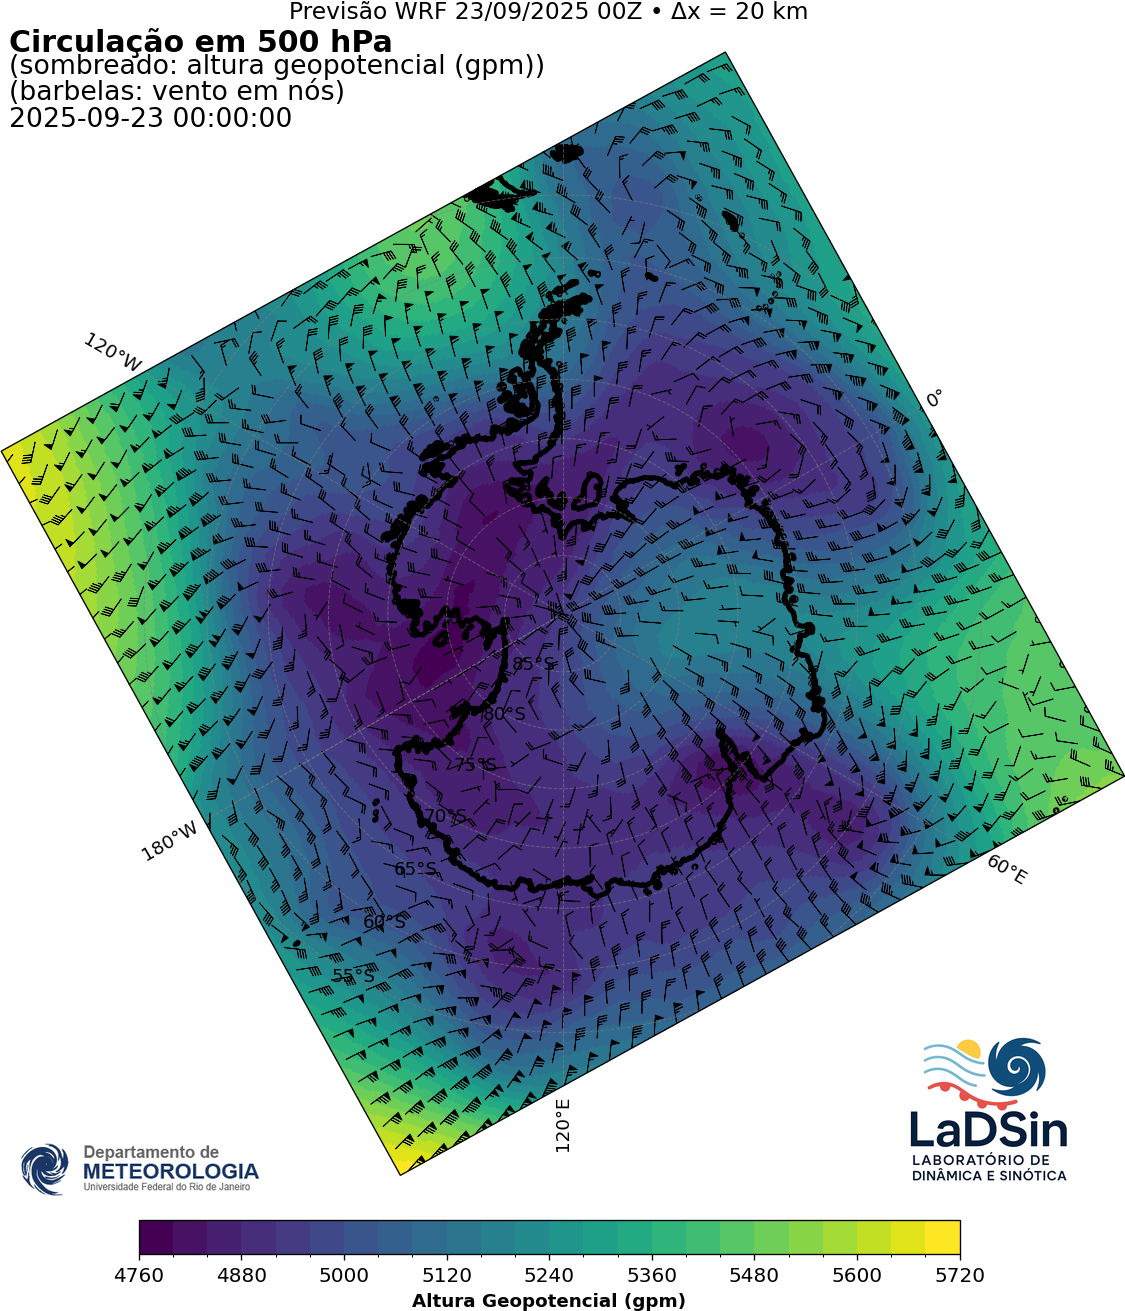 Previsão WRF 23/09/2025 00Z • Δx = 20 km
Circulação em 500 hPa
(sombreado: altura geopotencial (gpm))
(barbelas: vento em nós)
2025-09-23 00:00:00
120°W
0°
85°S
80°S
75°S
70°S
65°S
60°S
55°S
180°W
60°E
120°E
LaDSin
LABORATÓRIO DE
DINÂMICA E SINÓTICA
Departamento de
METEOROLOGIA
Universidade Federal do Rio de Janeiro
4760 4880 5000 5120 5240 5360 5480 5600 5720
Altura Geopotencial (gpm)